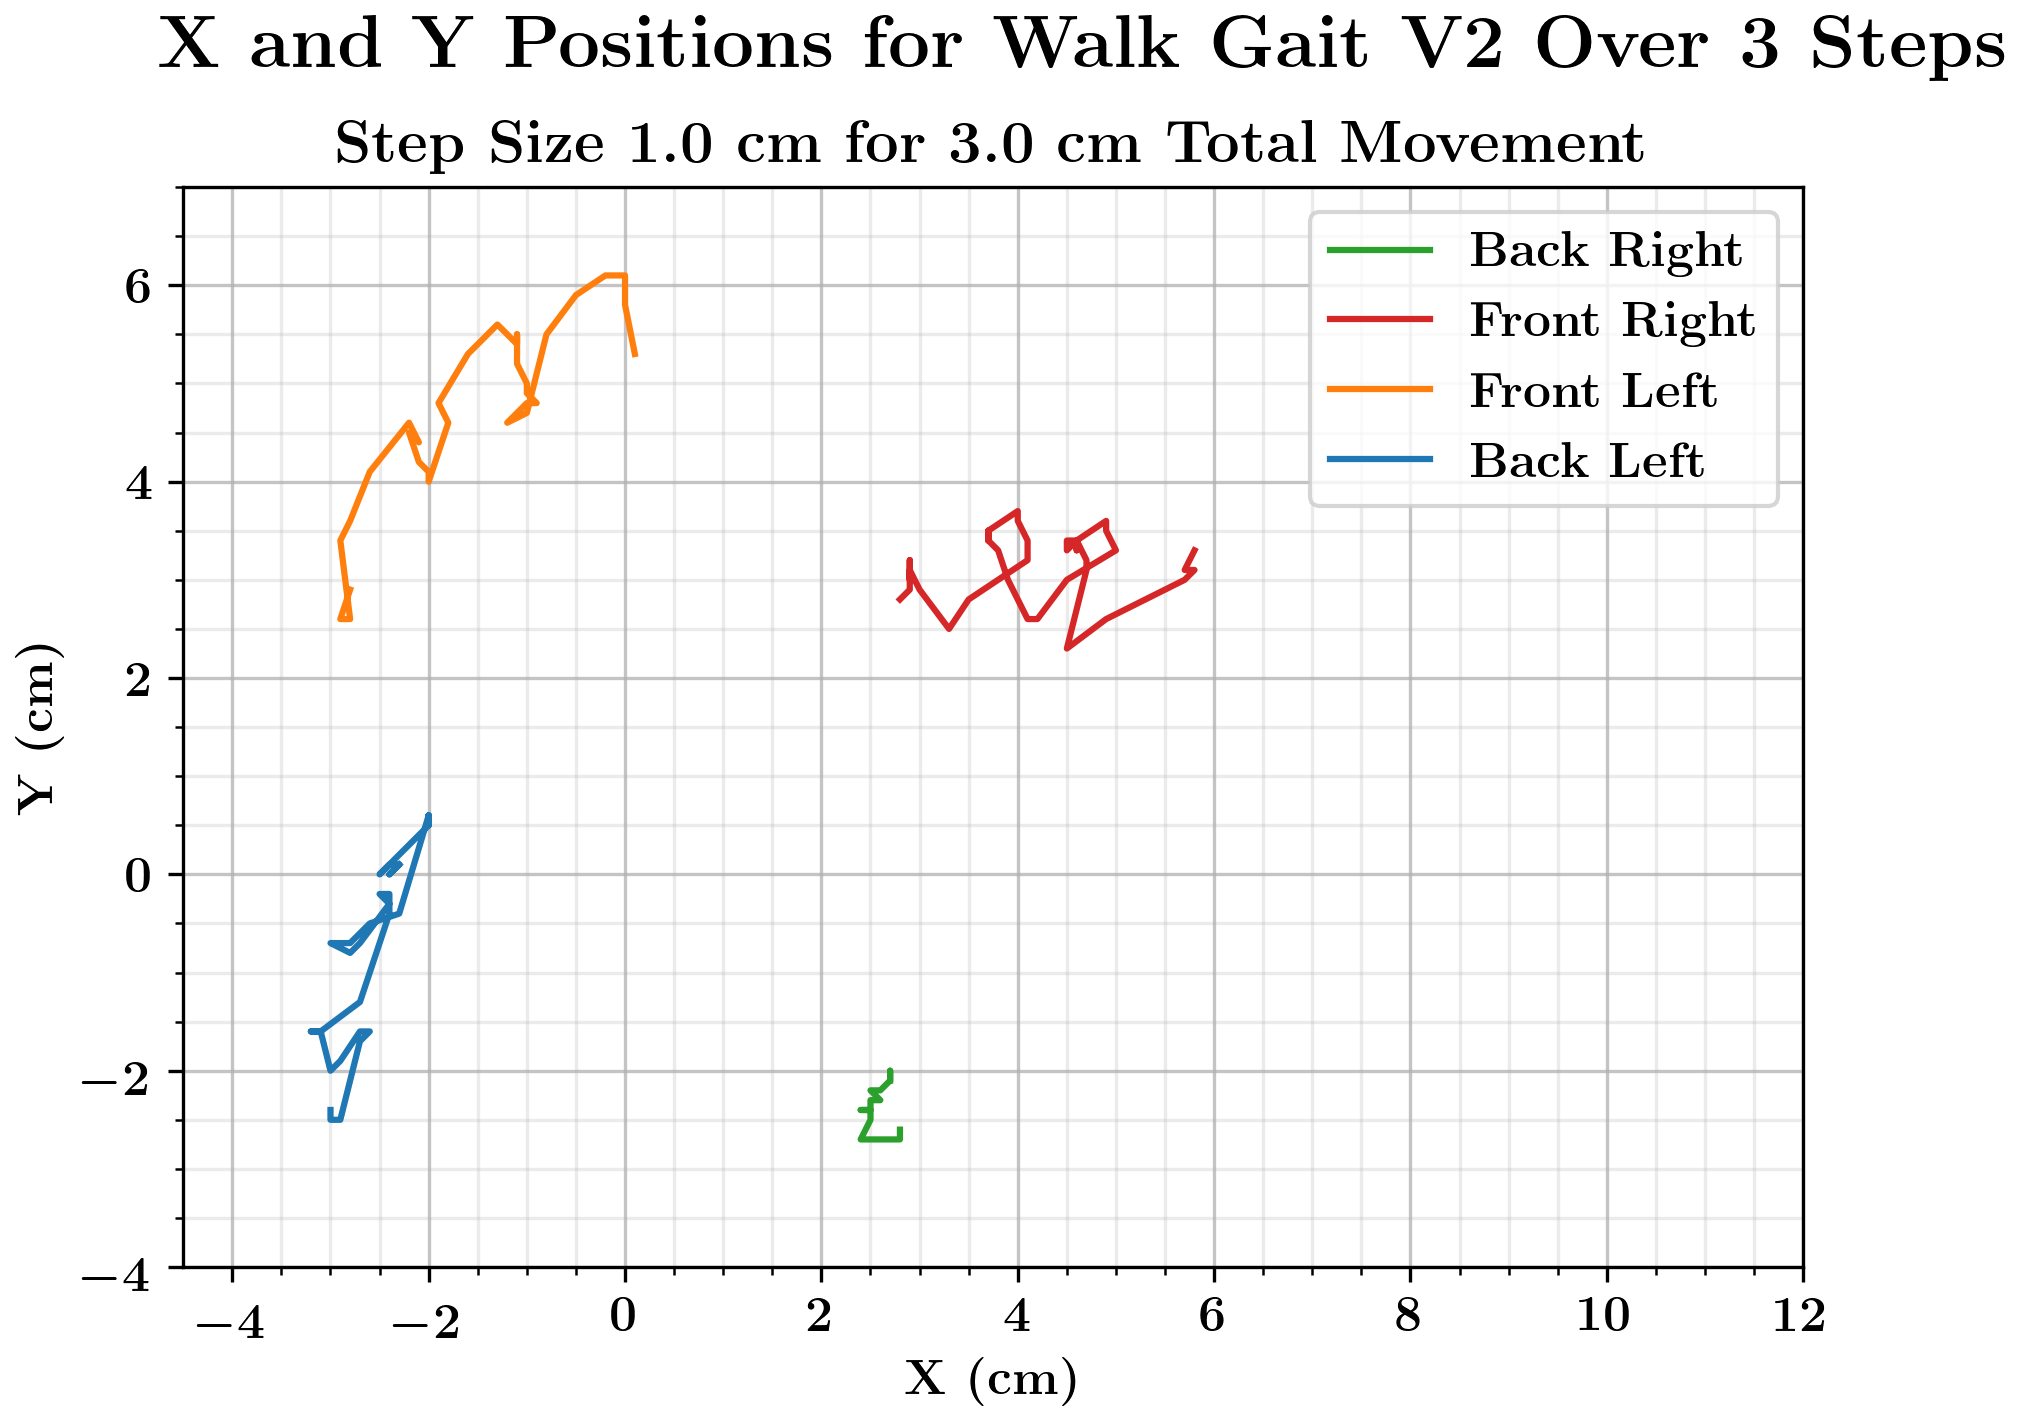 X and Y Positions for Walk Gait V2 Over 3 Steps
Step Size 1.0 cm for 3.0 cm Total Movement
Back Right
Front Right
Front Left
Back Left
6
4
2
0
−2
−4
Y (cm)
−4 −2 0 2 4 6 8 10 12
X (cm)